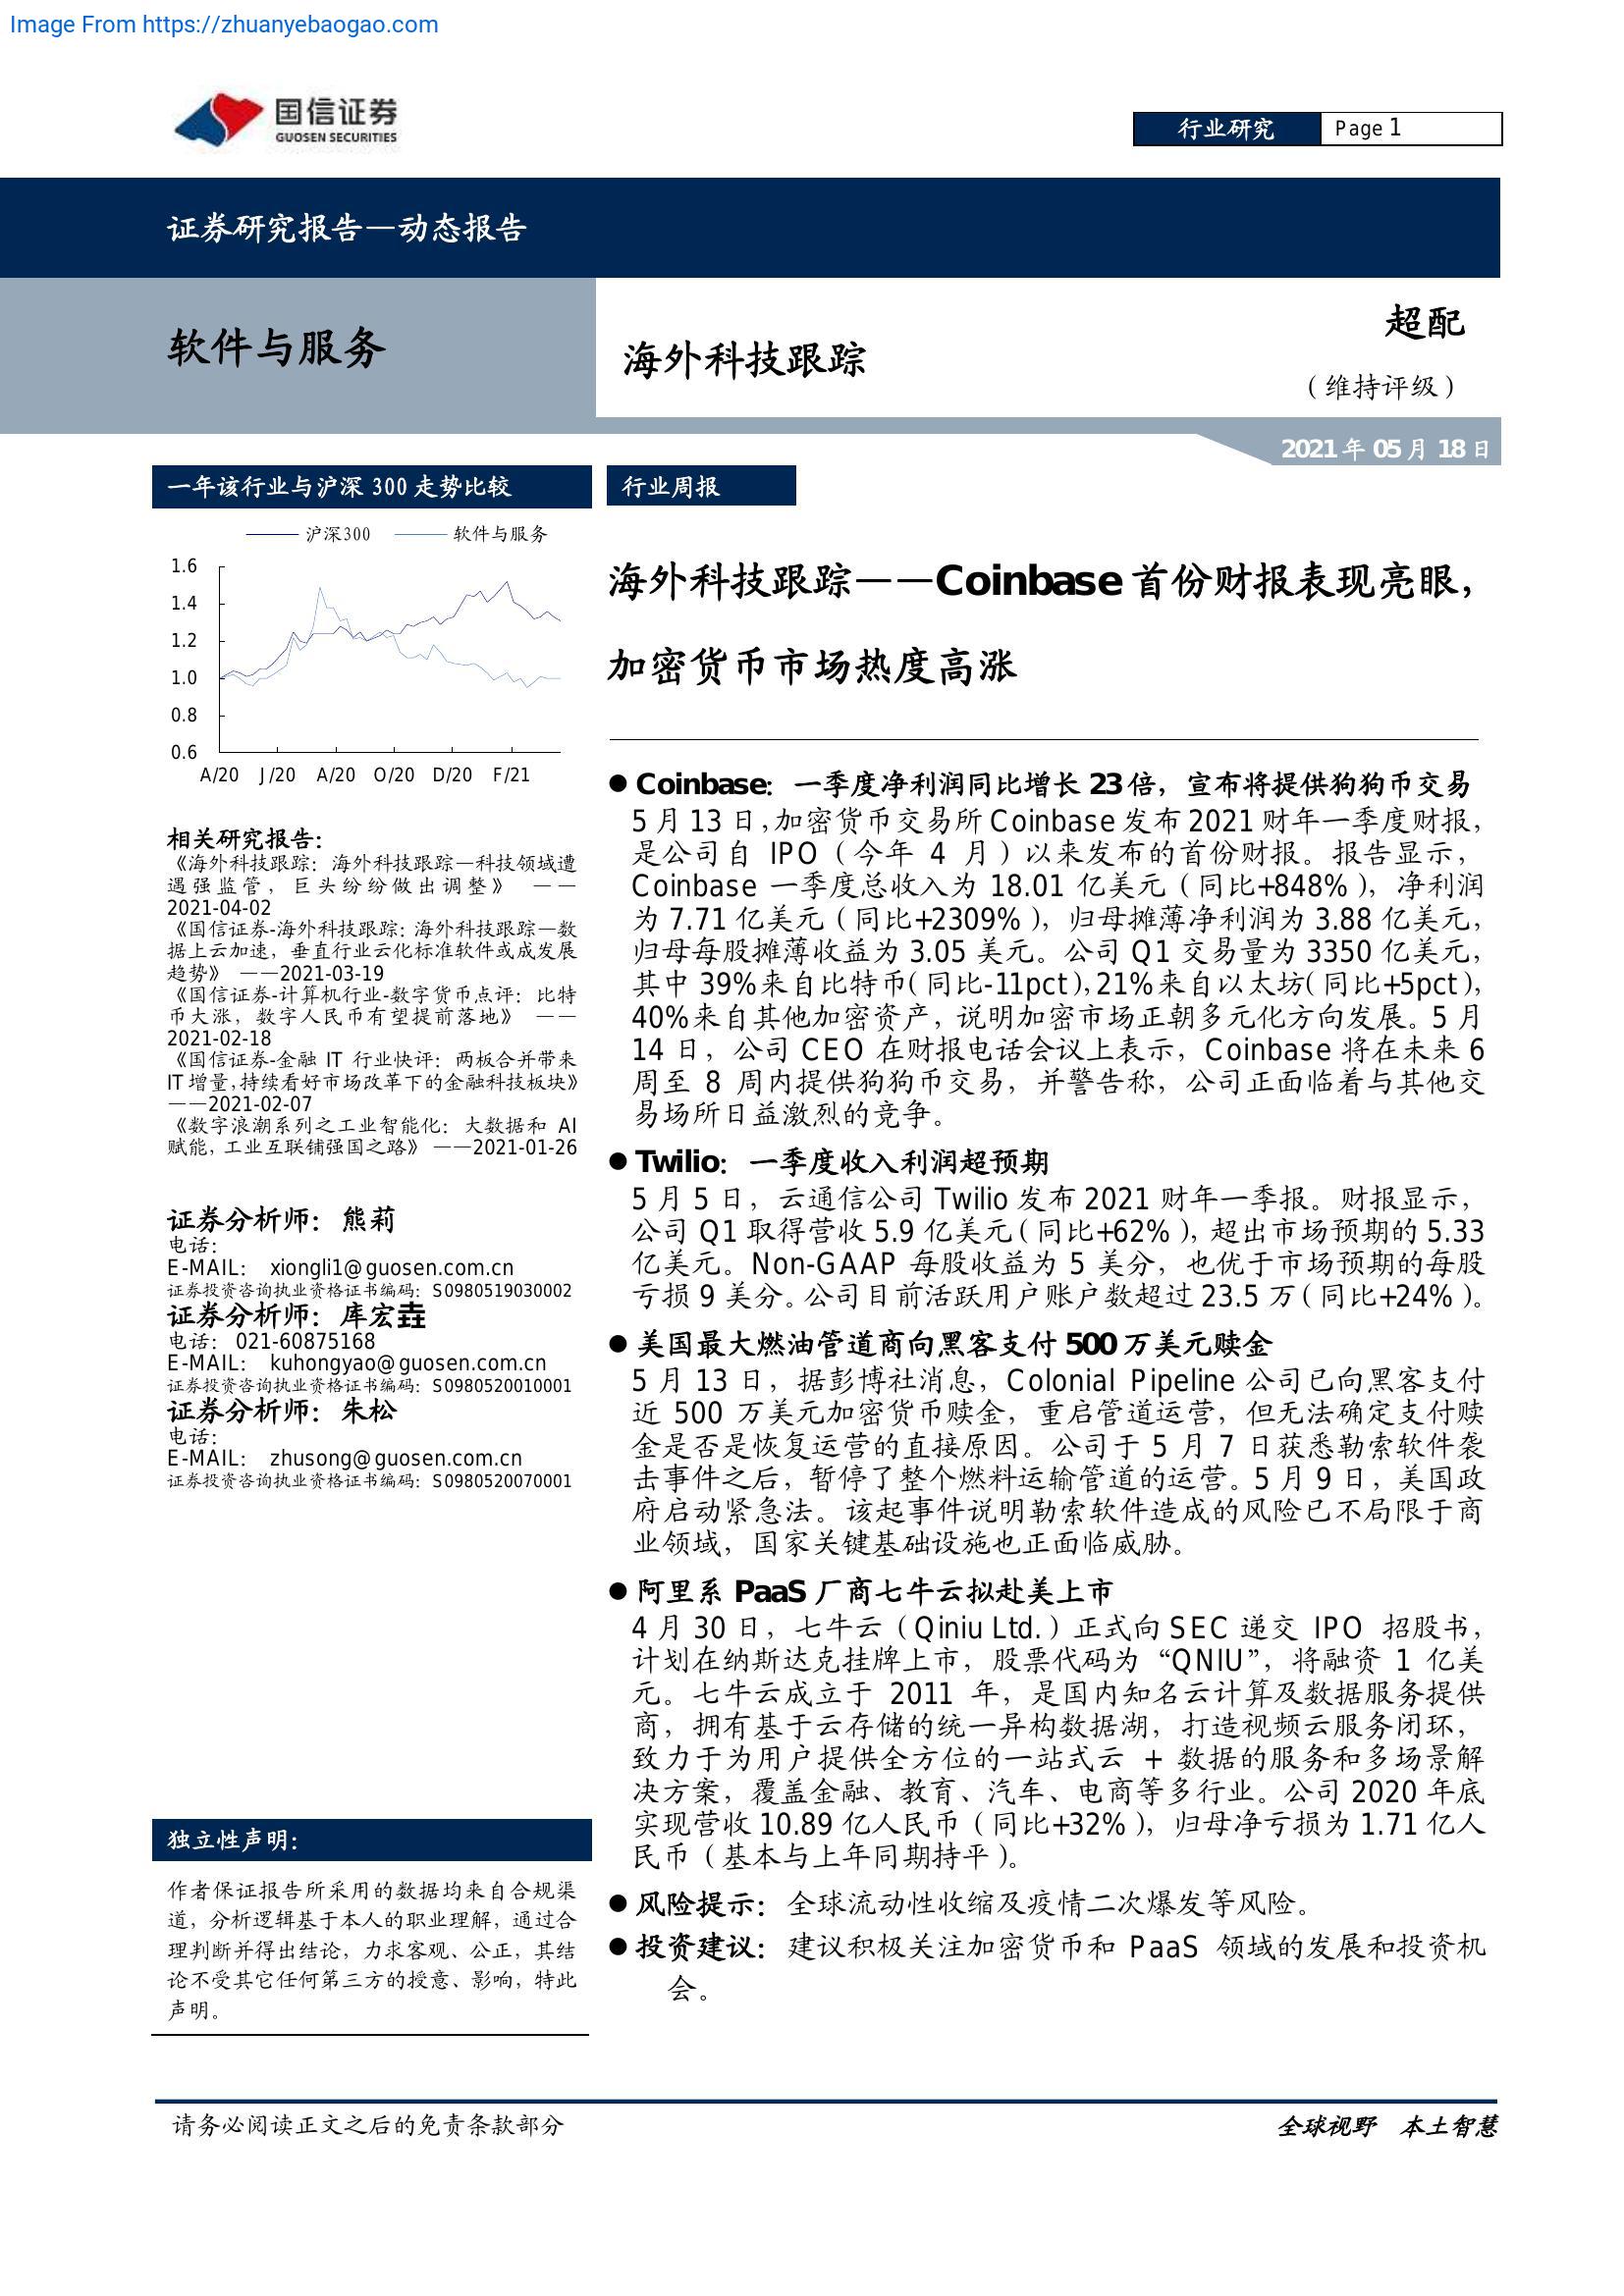 Image From https://zhuanyebaogao.com
国信证券
GUOSEN SECURITIES
行业研究
Page 1
证券研究报告—动态报告
软件与服务
海外科技跟踪
超配
（维持评级）
2021年 05月 18日
一年该行业与沪深 300 走势比较
沪深300 软件与服务
1.6
1.4
1.2
1.0
0.8
0.6
A/20 J/20 A/20 O/20 D/20 F/21
相关研究报告：
《海外科技跟踪：海外科技跟踪—科技领域遭
遇强监管，巨头纷纷做出调整》 ——
2021-04-02
《国信证券-海外科技跟踪：海外科技跟踪—数
据上云加速，垂直行业云化标准软件或成发展
趋势》 ——2021-03-19
《国信证券-计算机行业-数字货币点评：比特
币大涨，数字人民币有望提前落地》 ——
2021-02-18
《国信证券-金融 IT 行业快评：两板合并带来
IT增量,持续看好市场改革下的金融科技板块》
——2021-02-07
《数字浪潮系列之工业智能化：大数据和 AI
赋能，工业互联铺强国之路》 ——2021-01-26
证券分析师：熊莉
电话：
E-MAIL： xiongli1@guosen.com.cn
证券投资咨询执业资格证书编码：S0980519030002
证券分析师：库宏垚
电话： 021-60875168
E-MAIL： kuhongyao@guosen.com.cn
证券投资咨询执业资格证书编码：S0980520010001
证券分析师：朱松
电话：
E-MAIL： zhusong@guosen.com.cn
证券投资咨询执业资格证书编码：S0980520070001
独立性声明：
作者保证报告所采用的数据均来自合规渠
道，分析逻辑基于本人的职业理解，通过合
理判断并得出结论，力求客观、公正，其结
论不受其它任何第三方的授意、影响，特此
声明。
行业周报
海外科技跟踪——Coinbase首份财报表现亮眼，
加密货币市场热度高涨
● Coinbase：一季度净利润同比增长 23倍，宣布将提供狗狗币交易
5月13日,加密货币交易所Coinbase发布2021财年一季度财报，
是公司自 IPO（今年 4 月）以来发布的首份财报。报告显示，
Coinbase 一季度总收入为 18.01 亿美元（同比+848%），净利润
为 7.71 亿美元（同比+2309%），归母摊薄净利润为 3.88 亿美元，
归母每股摊薄收益为 3.05 美元。公司 Q1 交易量为 3350 亿美元，
其中 39%来自比特币(同比-11pct),21%来自以太坊(同比+5pct)，
40%来自其他加密资产，说明加密市场正朝多元化方向发展。5 月
14 日，公司 CEO 在财报电话会议上表示，Coinbase 将在未来 6
周至 8 周内提供狗狗币交易，并警告称，公司正面临着与其他交
易场所日益激烈的竞争。
● Twilio：一季度收入利润超预期
5 月 5 日，云通信公司 Twilio 发布 2021 财年一季报。财报显示，
公司 Q1 取得营收 5.9 亿美元(同比+62%)，超出市场预期的 5.33
亿美元。Non-GAAP 每股收益为 5 美分，也优于市场预期的每股
亏损 9 美分。公司目前活跃用户账户数超过 23.5 万(同比+24%)。
● 美国最大燃油管道商向黑客支付 500万美元赎金
5 月 13 日，据彭博社消息，Colonial Pipeline 公司已向黑客支付
近 500 万美元加密货币赎金，重启管道运营，但无法确定支付赎
金是否是恢复运营的直接原因。公司于 5 月 7 日获悉勒索软件袭
击事件之后，暂停了整个燃料运输管道的运营。5 月 9 日，美国政
府启动紧急法。该起事件说明勒索软件造成的风险已不局限于商
业领域，国家关键基础设施也正面临威胁。
● 阿里系 PaaS 厂商七牛云拟赴美上市
4 月 30 日，七牛云（Qiniu Ltd.）正式向 SEC 递交 IPO 招股书，
计划在纳斯达克挂牌上市，股票代码为“QNIU”，将融资 1 亿美
元。七牛云成立于 2011 年，是国内知名云计算及数据服务提供
商，拥有基于云存储的统一异构数据湖，打造视频云服务闭环，
致力于为用户提供全方位的一站式云 + 数据的服务和多场景解
决方案，覆盖金融、教育、汽车、电商等多行业。公司 2020 年底
实现营收 10.89 亿人民币（同比+32%），归母净亏损为 1.71 亿人
民币（基本与上年同期持平）。
● 风险提示：全球流动性收缩及疫情二次爆发等风险。
● 投资建议：建议积极关注加密货币和 PaaS 领域的发展和投资机
会。
请务必阅读正文之后的免责条款部分
全球视野 本土智慧